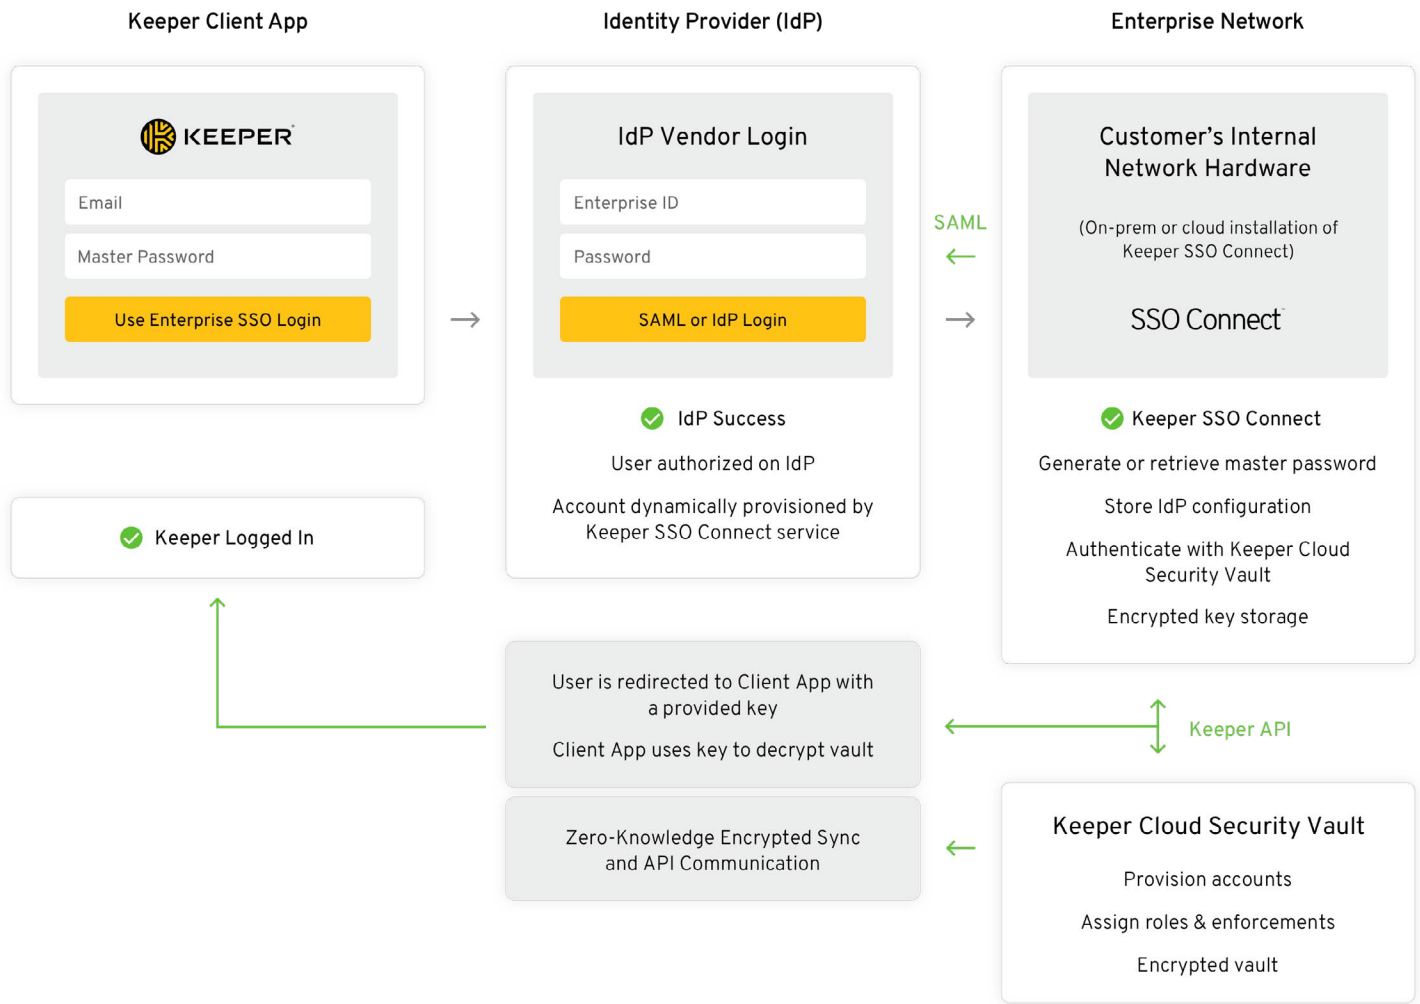 Keeper Client App
Identity Provider (IdP)
Enterprise Network
KEEPER
Email
Master Password
Use Enterprise SSO Login
Keeper Logged In
IdP Vendor Login
Enterprise ID
Password
SAML or IdP Login
IdP Success
User authorized on IdP
Account dynamically provisioned by
Keeper SSO Connect service
SAML
Customer's Internal
Network Hardware
(On-prem or cloud installation of
Keeper SSO Connect)
SSO Connect
Keeper SSO Connect
Generate or retrieve master password
Store IdP configuration
Authenticate with Keeper Cloud
Security Vault
Encrypted key storage
User is redirected to Client App with
a provided key
Client App uses key to decrypt vault
Keeper API
Zero-Knowledge Encrypted Sync
and API Communication
Keeper Cloud Security Vault
Provision accounts
Assign roles & enforcements
Encrypted vault